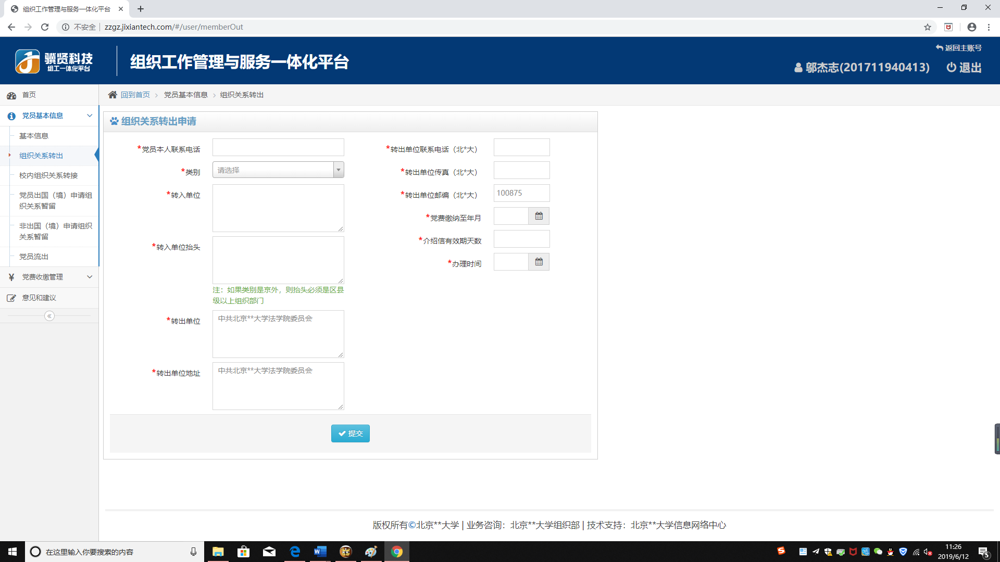 组织工作管理与服务一体化平台
不安全
zzgz.jixiantech.com/#/user/memberOut
骥贤科技
组工一体化平台
组织工作管理与服务一体化平台
返回主账号
邬杰志(201711940413)
退出
首页
党员基本信息
基本信息
组织关系转出
校内组织关系转接
党员出国（境）申请组
织关系暂留
非出国（境）申请组织
关系暂留
党员流出
党费收缴管理
意见和建议
回到首页 党员基本信息 组织关系转出
组织关系转出申请
*党员本人联系电话
*类别
请选择
*转入单位
*转入单位抬头
注：如果类别是京外，则抬头必须是区县
级以上组织部门
*转出单位
中共北京**大学法学院委员会
*转出单位地址
中共北京**大学法学院委员会
*转出单位联系电话（北*大）
*转出单位传真（北*大）
*转出单位邮编（北*大）
100875
*党费缴纳至年月
*介绍信有效期天数
*办理时间
提交
版权所有©北京**大学 | 业务咨询：北京**大学组织部 | 技术支持：北京**大学信息网络中心
在这里输入你要搜索的内容
11:26
2019/6/12
5